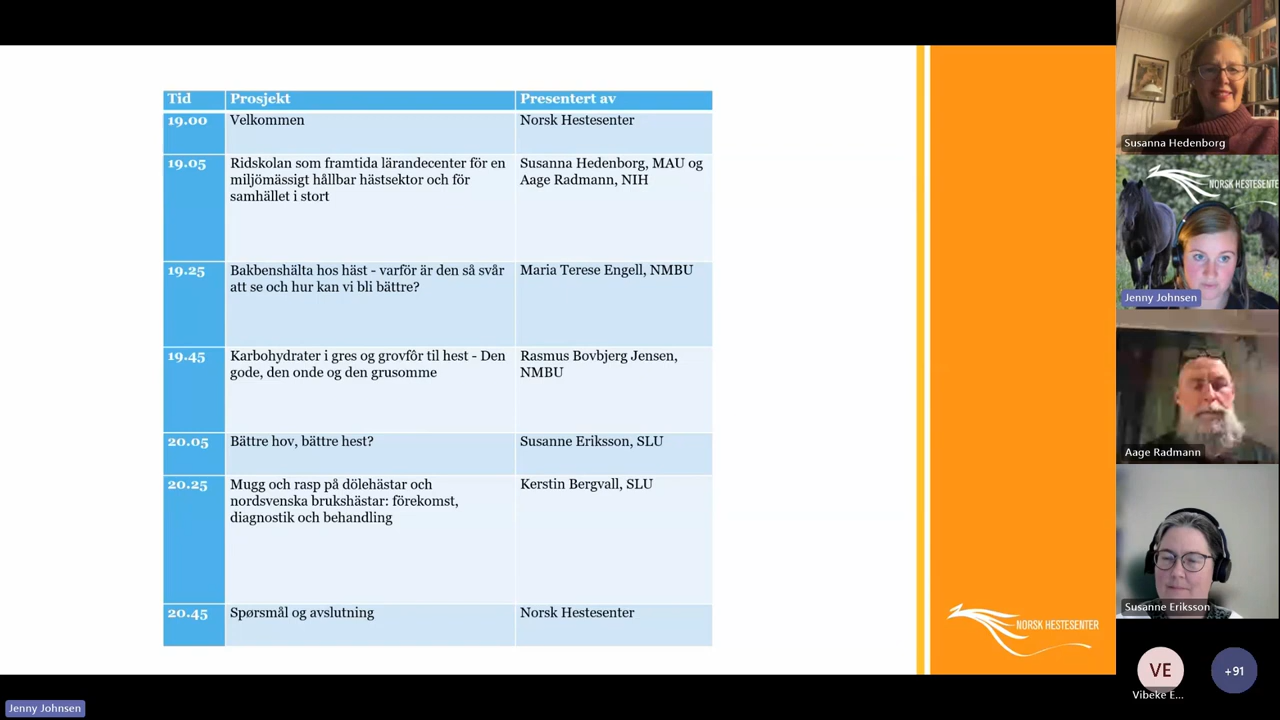 Tid Prosjekt Presentert av
19.00 Velkommen Norsk Hestesenter
19.05 Ridskolan som framtida lärandecenter för en Susanna Hedenborg, MAU og
miljömässigt hållbar hästsektor och för Aage Radmann, NIH
samhället i stort
19.25 Bakbenshälta hos häst - varför är den så svår Maria Terese Engell, NMBU
att se och hur kan vi bli bättre?
19.45 Karbohydrater i gres og grovfôr til hest - Den Rasmus Bovbjerg Jensen,
gode, den onde og den grusomme NMBU
20.05 Bättre hov, bättre hest? Susanne Eriksson, SLU
20.25 Mugg och rasp på dölehästar och Kerstin Bergvall, SLU
nordsvenska brukshästar: förekomst,
diagnostik och behandling
20.45 Spørsmål og avslutning Norsk Hestesenter
NORSK HESTESENTER
Susanna Hedenborg
NORSK HESTESENTE
Jenny Johnsen
Aage Radmann
Susanne Eriksson
VE
Vibeke E...
+91
Jenny Johnsen